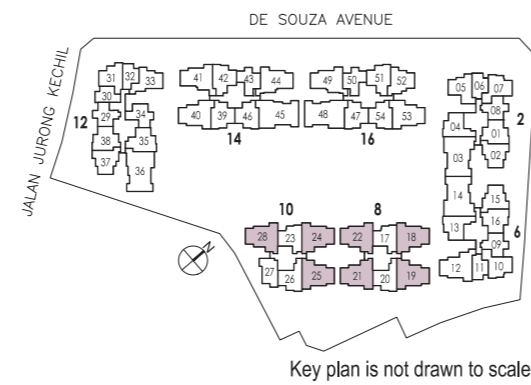 DE SOUZA AVENUE
JALAN JURONG KECHIL
31 32 33
30
29 34
38 35
37 36
12
41 42 43 44
40 39 46 45
14
49 50 51 52
48 47 54 53
16
05 06 07
08
04 01
03 02
2
14 15
13 16
09
12 11 10
6
10
28 23 24
27 26 25
8
22 17 18
21 20 19
N
Key plan is not drawn to scale